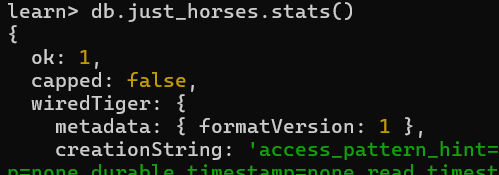 learn> db.just_horses.stats()
{
  ok: 1,
  capped: false,
  wiredTiger: {
    metadata: { formatVersion: 1 },
    creationString: 'access_pattern_hint=
p=none,durable_timestamp=none,read_timest